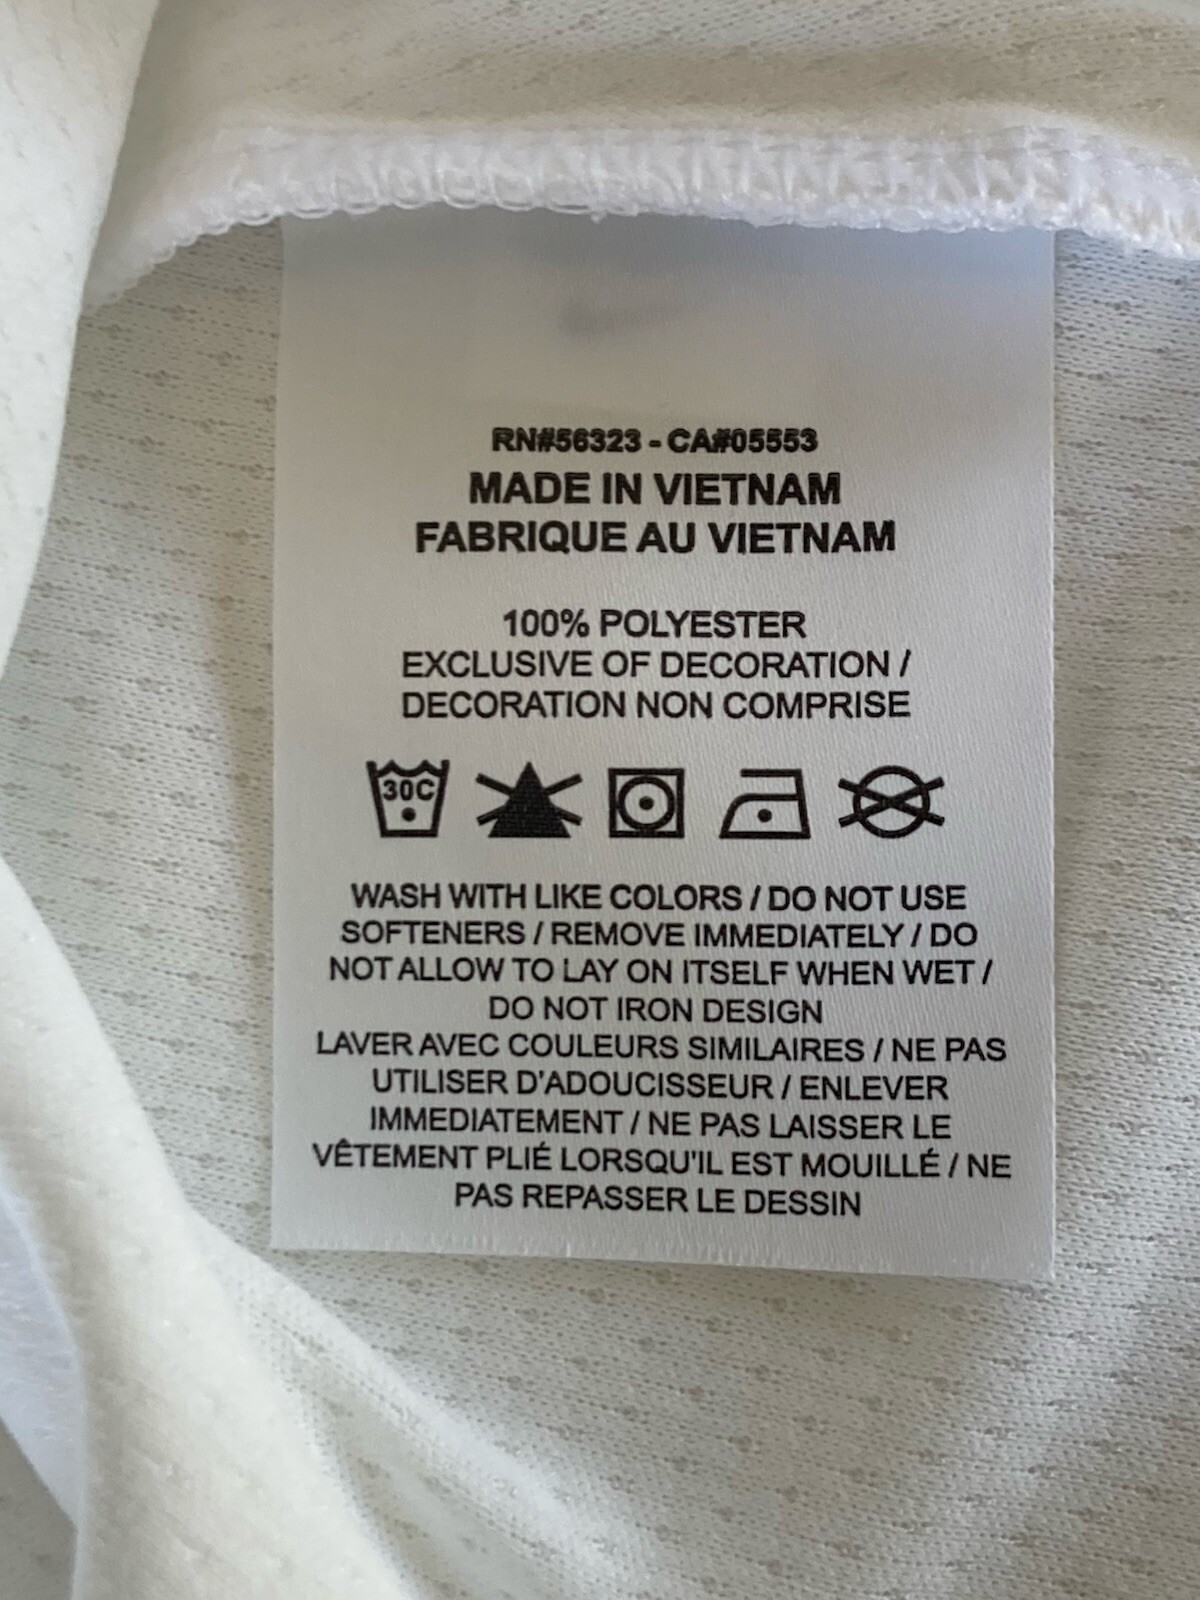 RN#56323 - CA#05553
MADE IN VIETNAM
FABRIQUE AU VIETNAM
100% POLYESTER
EXCLUSIVE OF DECORATION /
DECORATION NON COMPRISE
30C
WASH WITH LIKE COLORS / DO NOT USE
SOFTENERS / REMOVE IMMEDIATELY / DO
NOT ALLOW TO LAY ON ITSELF WHEN WET /
DO NOT IRON DESIGN
LAVER AVEC COULEURS SIMILAIRES / NE PAS
UTILISER D'ADOUCISSEUR / ENLEVER
IMMEDIATEMENT / NE PAS LAISSER LE
VÊTEMENT PLIÉ LORSQU'IL EST MOUILLÉ / NE
PAS REPASSER LE DESSIN